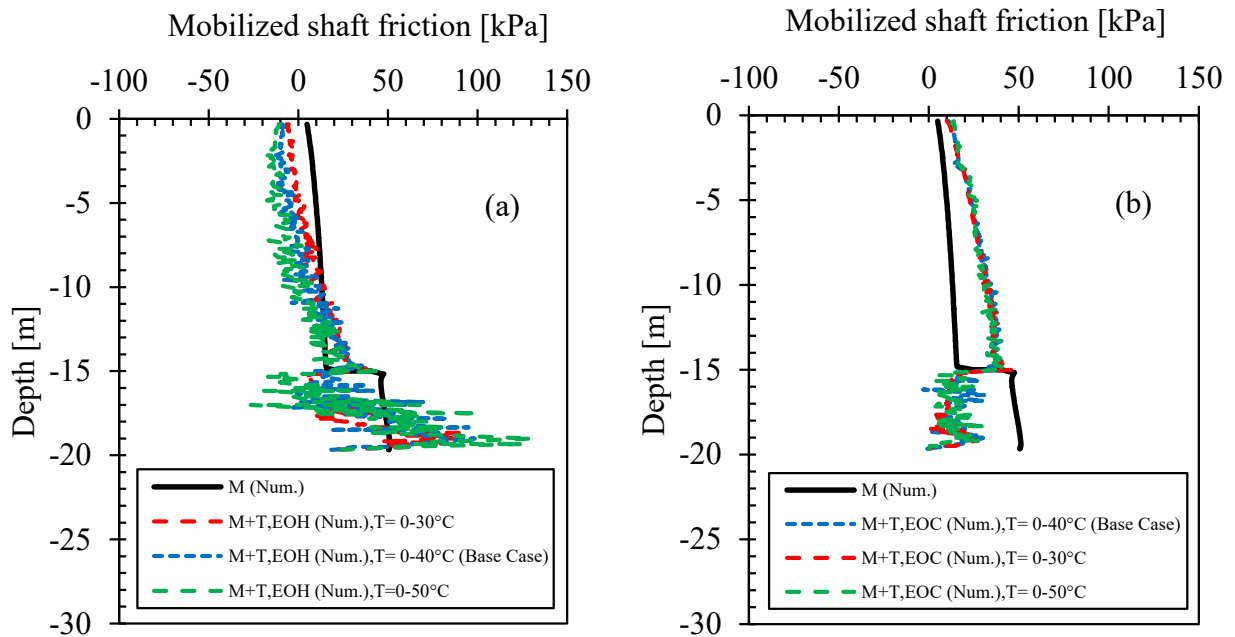 Mobilized shaft friction [kPa]
-100 -50 0 50 100 150
0
-5
-10
-15
-20
-25
-30
Depth [m]
(a)
M (Num.)
M+T,EOH (Num.),T= 0-30°C
M+T,EOH (Num.),T= 0-40°C (Base Case)
M+T,EOH (Num.),T=0-50°C
Mobilized shaft friction [kPa]
-100 -50 0 50 100 150
0
-5
-10
-15
-20
-25
-30
Depth [m]
(b)
M (Num.)
M+T,EOC (Num.),T= 0-40°C (Base Case)
M+T,EOC (Num.),T= 0-30°C
M+T,EOC (Num.),T= 0-50°C